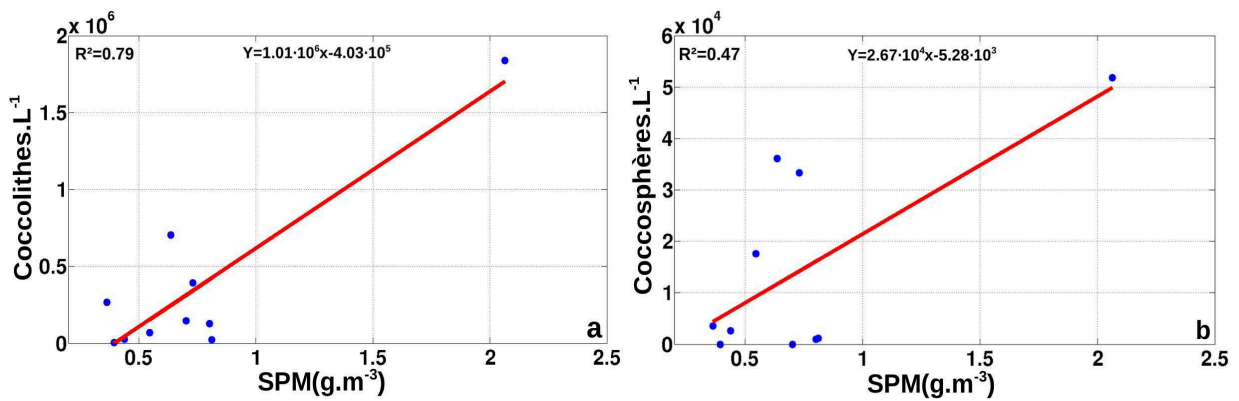 x 10⁶
R²=0.79 Y=1.01·10⁶x-4.03·10⁵
Coccolithes.L⁻¹
2
1.5
1
0.5
0
0.5 1 1.5 2 2.5
SPM(g.m⁻³)
a
x 10⁴
R²=0.47 Y=2.67·10⁴x-5.28·10³
Coccosphères.L⁻¹
6
5
4
3
2
1
0
0.5 1 1.5 2 2.5
SPM(g.m⁻³)
b